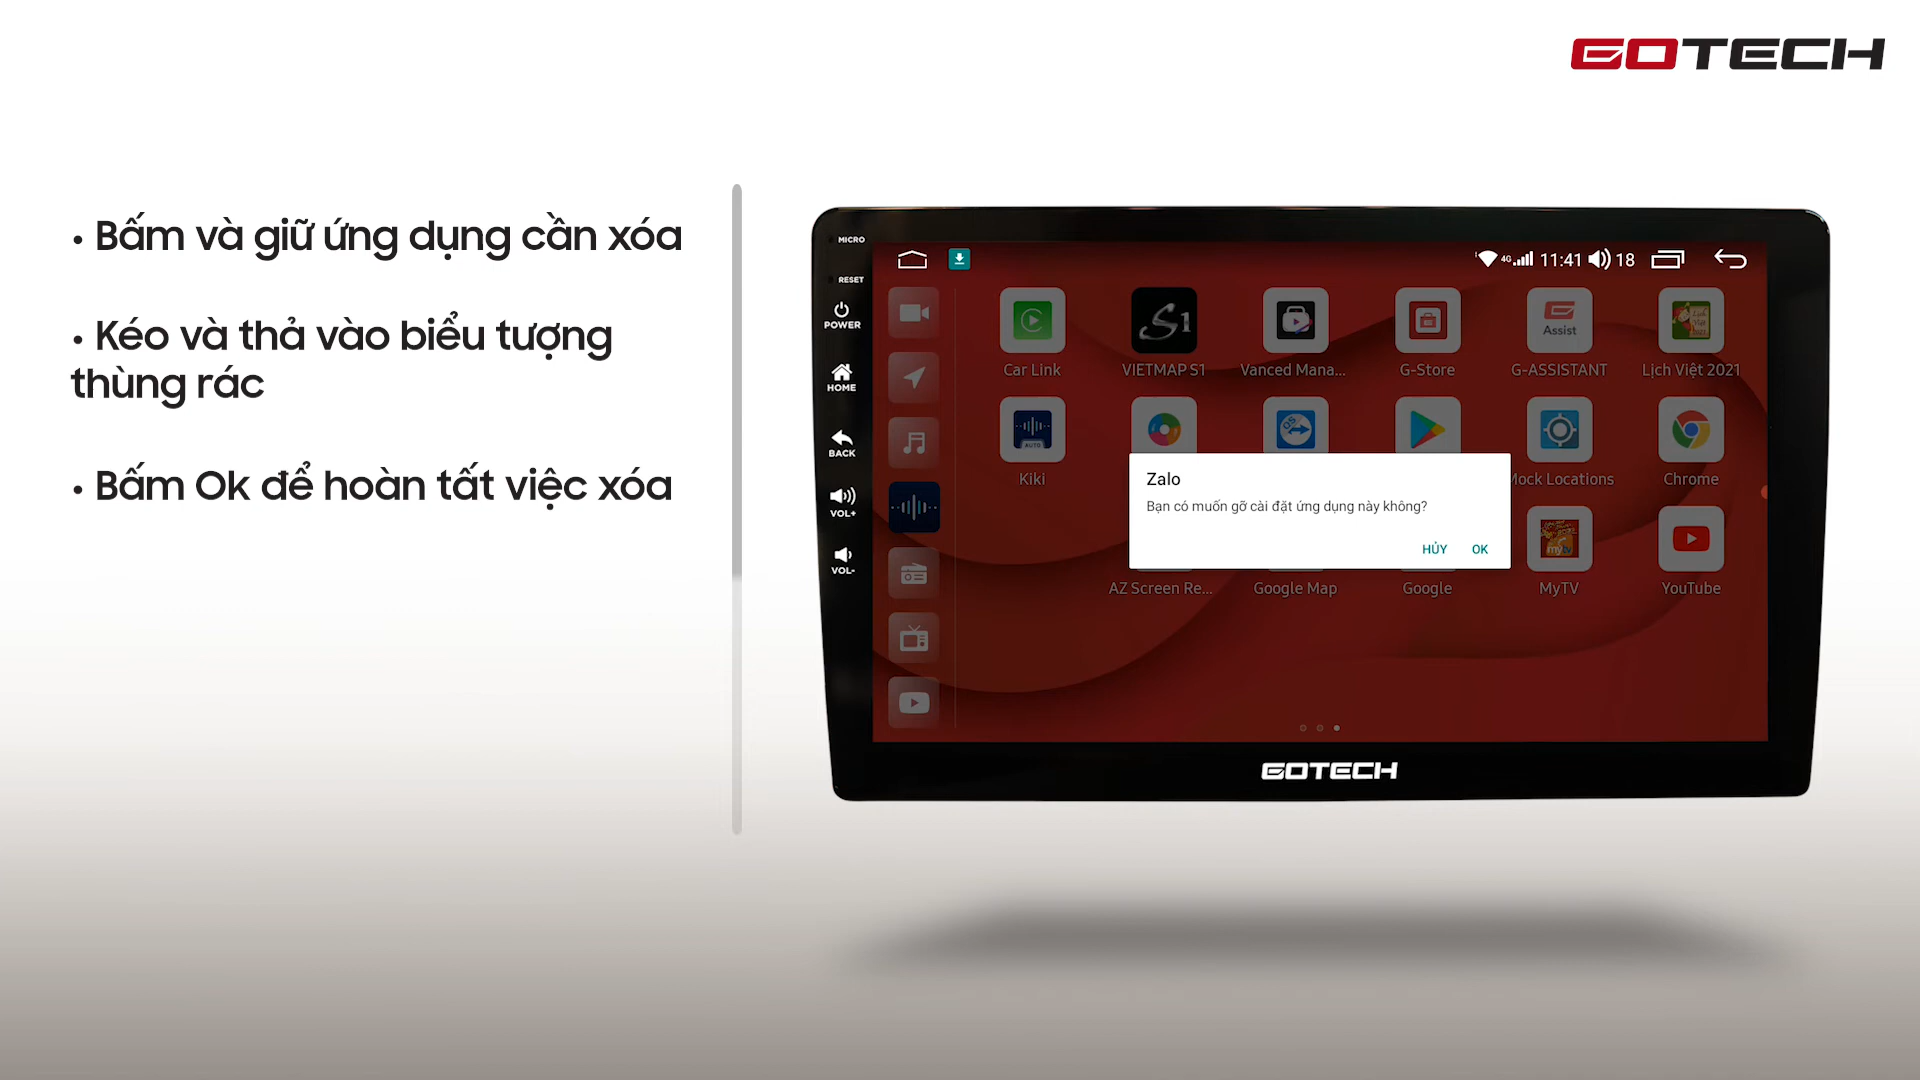 GOTECH
• Bấm và giữ ứng dụng cần xóa
• Kéo và thả vào biểu tượng
thùng rác
• Bấm Ok để hoàn tất việc xóa
MICRO
RESET
POWER
HOME
BACK
VOL+
VOL-
4G 11:41 18
Assist
Car Link VIETMAP S1 Vanced Mana... G-Store G-ASSISTANT Lịch Việt 2021
AUTO
Kiki Mock Locations Chrome
Zalo
Bạn có muốn gỡ cài đặt ứng dụng này không?
HỦY OK
AZ Screen Re... Google Map Google MyTV YouTube
GOTECH